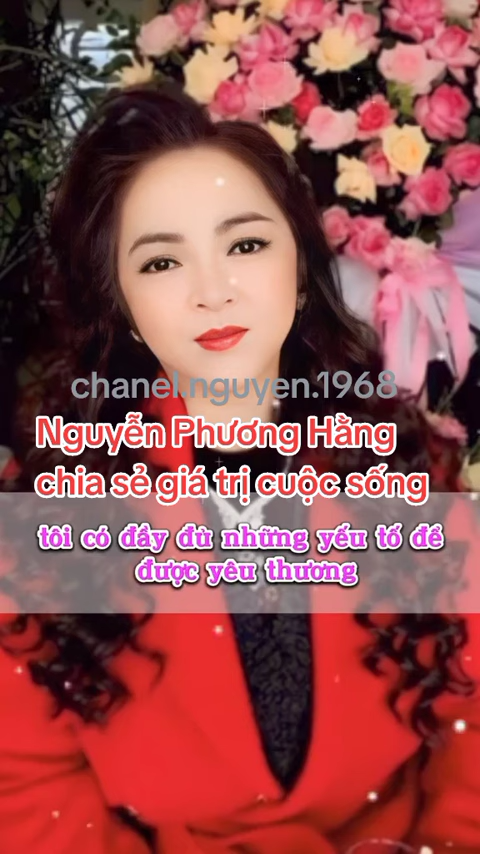 chanel.nguyen.1968
Nguyễn Phương Hằng
chia sẻ giá trị cuộc sống
tôi có đầy đủ những yếu tố để
được yêu thương